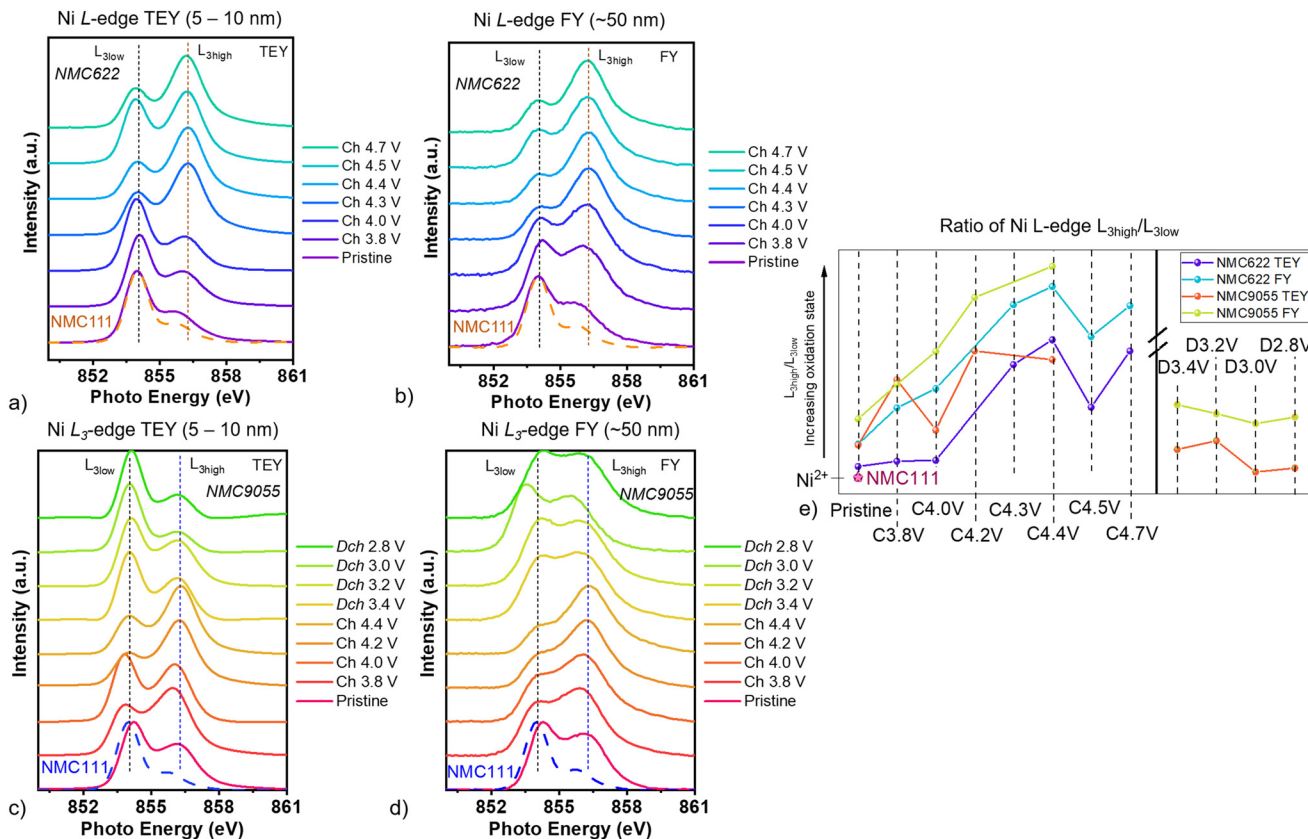 Ni L-edge TEY (5 – 10 nm)
L3low
L3high
TEY
NMC622
Intensity (a.u.)
Ch 4.7 V
Ch 4.5 V
Ch 4.4 V
Ch 4.3 V
Ch 4.0 V
Ch 3.8 V
Pristine
NMC111
852 855 858 861
Photo Energy (eV)
a)
Ni L-edge FY (~50 nm)
L3low
L3high
FY
NMC622
Intensity (a.u.)
Ch 4.7 V
Ch 4.5 V
Ch 4.4 V
Ch 4.3 V
Ch 4.0 V
Ch 3.8 V
Pristine
NMC111
852 855 858 861
Photo Energy (eV)
b)
Ni L3-edge TEY (5 – 10 nm)
L3low
L3high
TEY
NMC9055
Intensity (a.u.)
Dch 2.8 V
Dch 3.0 V
Dch 3.2 V
Dch 3.4 V
Ch 4.4 V
Ch 4.2 V
Ch 4.0 V
Ch 3.8 V
Pristine
NMC111
852 855 858 861
Photo Energy (eV)
c)
Ni L3-edge FY (~50 nm)
L3low
L3high
FY
NMC9055
Intensity (a.u.)
Dch 2.8 V
Dch 3.0 V
Dch 3.2 V
Dch 3.4 V
Ch 4.4 V
Ch 4.2 V
Ch 4.0 V
Ch 3.8 V
Pristine
NMC111
852 855 858 861
Photo Energy (eV)
d)
Ratio of Ni L-edge L3high/L3low
L3high/L3low
Increasing oxidation state
NMC622 TEY
NMC622 FY
NMC9055 TEY
NMC9055 FY
D3.2V D2.8V
D3.4V D3.0V
Ni2+
NMC111
e)
Pristine C4.0V C4.3V C4.5V
C3.8V C4.2V C4.4V C4.7V